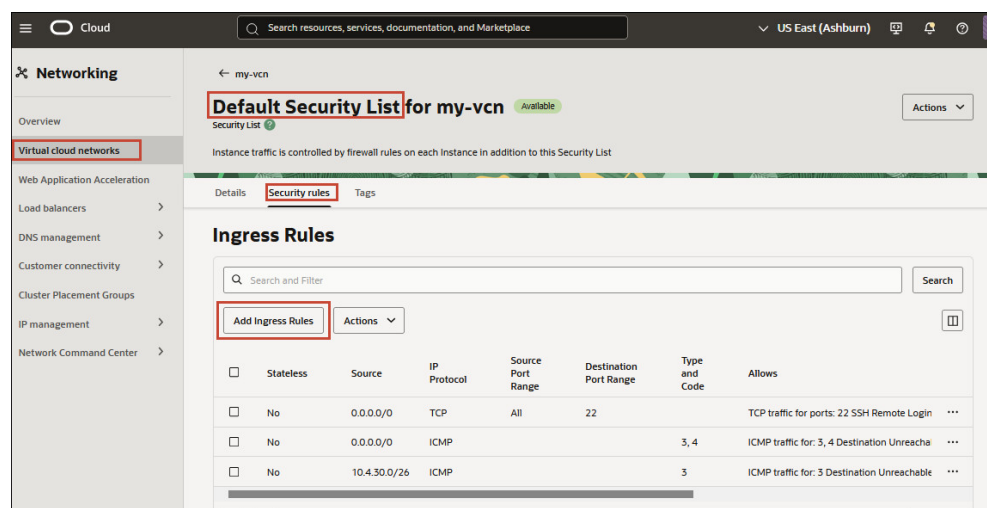 Cloud
Search resources, services, documentation, and Marketplace
US East (Ashburn)
Networking
Overview
Virtual cloud networks
Web Application Acceleration
Load balancers
DNS management
Customer connectivity
Cluster Placement Groups
IP management
Network Command Center
← my-vcn
Default Security List for my-vcn Available
Actions
Security List ?
Instance traffic is controlled by firewall rules on each Instance in addition to this Security List
Details Security rules Tags
Ingress Rules
Search and Filter
Search
Add Ingress Rules Actions
Stateless Source IP Protocol Source Port Range Destination Port Range Type and Code Allows
No 0.0.0.0/0 TCP All 22 TCP traffic for ports: 22 SSH Remote Login ...
No 0.0.0.0/0 ICMP 3, 4 ICMP traffic for: 3, 4 Destination Unreacha ...
No 10.4.30.0/26 ICMP 3 ICMP traffic for: 3 Destination Unreachable ...